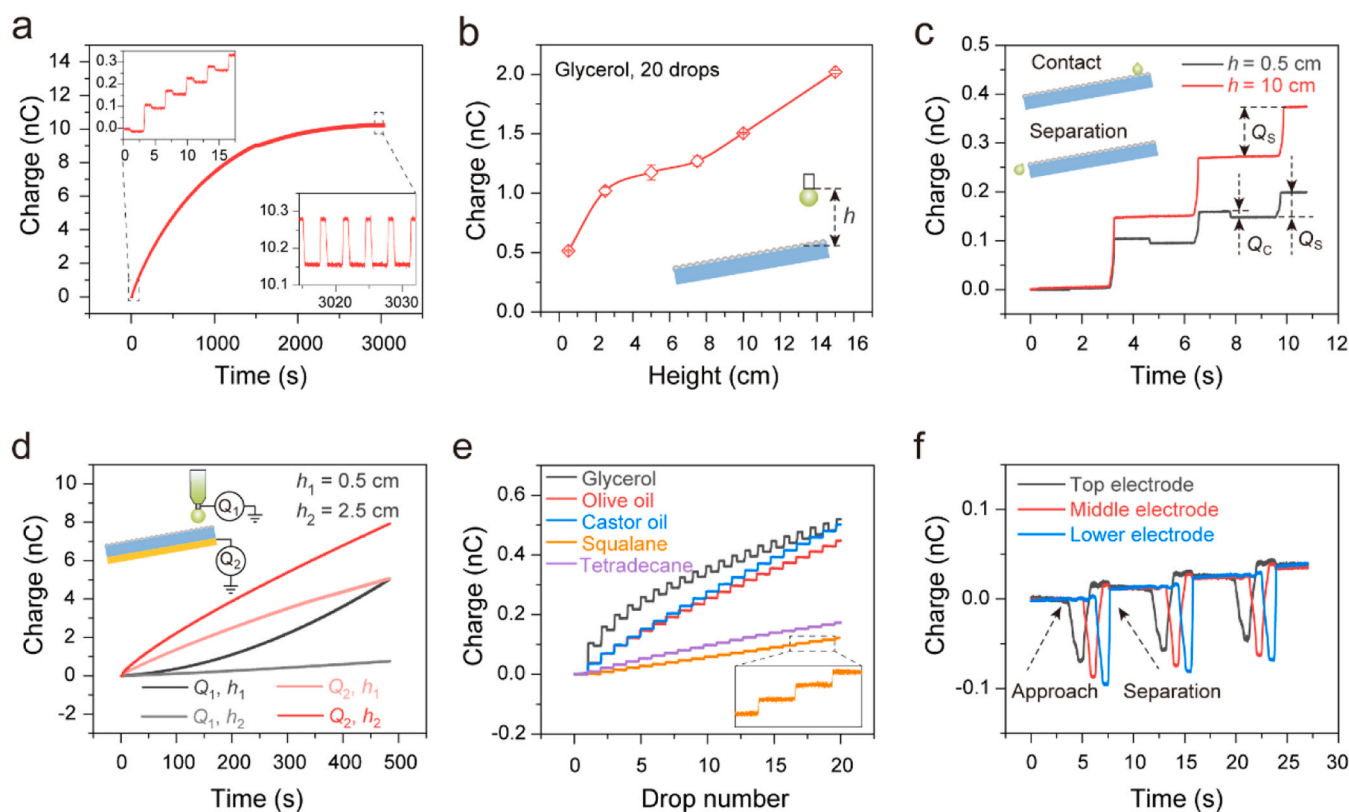 a
Charge (nC)
14
12
10
8
6
4
2
0
0.3
0.2
0.1
0.0
0 5 10 15
10.3
10.2
10.1
3020 3032
0 1000 2000 3000
Time (s)
b
Glycerol, 20 drops
Charge (nC)
2.0
1.5
1.0
0.5
0.0
h
0 2 4 6 8 10 12 14 16
Height (cm)
c
Charge (nC)
0.5
0.4
0.3
0.2
0.1
0.0
Contact
Separation
h = 0.5 cm
h = 10 cm
QS
QC
QS
0 2 4 6 8 10 12
Time (s)
d
Charge (nC)
10
8
6
4
2
0
-2
Q1
Q2
h1 = 0.5 cm
h2 = 2.5 cm
Q1, h1 Q2, h1
Q1, h2 Q2, h2
0 100 200 300 400 500
Time (s)
e
Charge (nC)
0.6
0.4
0.2
0.0
-0.2
Glycerol
Olive oil
Castor oil
Squalane
Tetradecane
0 5 10 15 20
Drop number
f
Charge (nC)
0.1
0.0
-0.1
Top electrode
Middle electrode
Lower electrode
Approach Separation
0 5 10 15 20 25 30
Time (s)